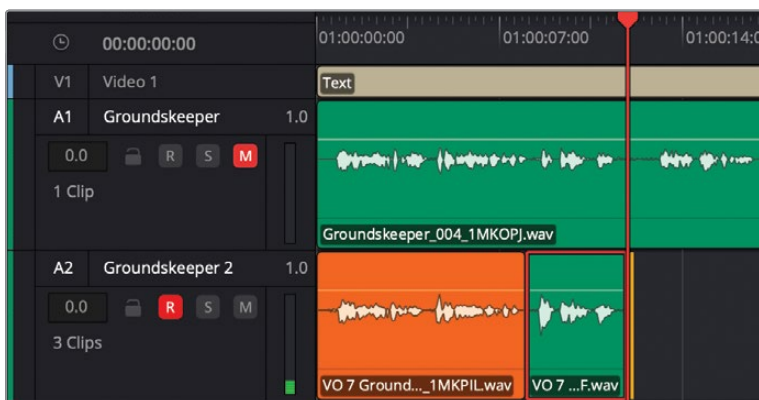 00:00:00:00
01:00:00:00 01:00:07:00 01:00:14:0
V1 Video 1
Text
A1 Groundskeeper 1.0
0.0 R S M
1 Clip
Groundskeeper_004_1MKOPJ.wav
A2 Groundskeeper 2 1.0
0.0 R S M
3 Clips
VO 7 Ground..._1MKPIL.wav
VO 7 ...F.wav